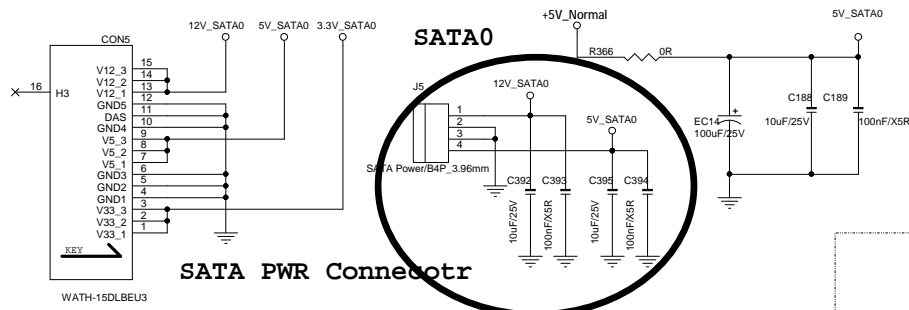 12V_SATA0 5V_SATA0 3.3V_SATA0
SATA0
+5V_Normal
5V_SATA0
CON5
R366 0R
16 H3
V12_3 15
V12_2 14
V12_1 13
GND5 12
DAS 11
GND4 10
V5_3 9
V5_2 8
V5_1 7
GND3 6
GND2 5
GND1 4
V33_3 3
V33_2 2
V33_1 1
KEY
WATH-15DLBEU3
SATA PWR Connecotr
J5
12V_SATA0
1
2
3
4
5V_SATA0
SATA Power/B4P_3.96mm
C392
10uF/25V
C393
100nF/X5R
C395
10uF/25V
C394
100nF/X5R
+
EC14
100uF/25V
C188
10uF/25V
C189
100nF/X5R